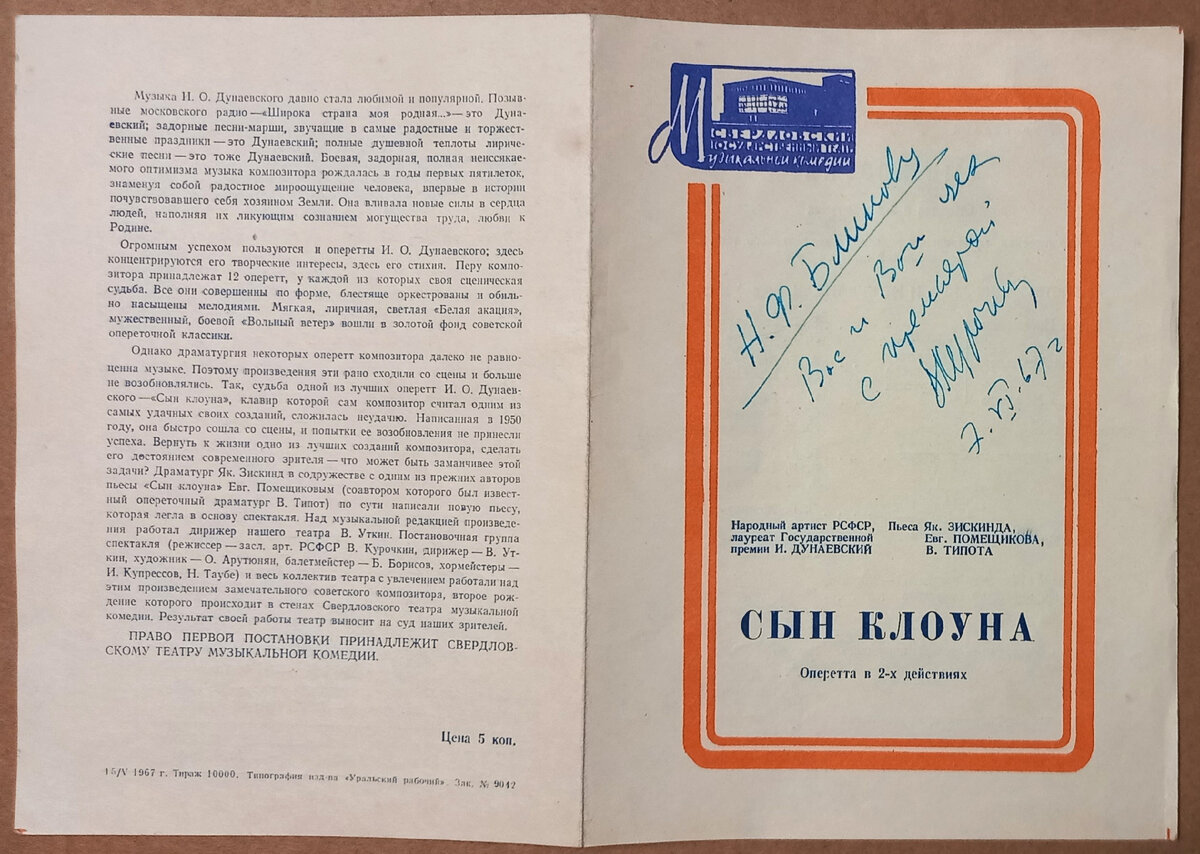 Музыка И. О. Дунаевского давно стала любимой и популярной. Позыв-
ные московского радио—«Широка страна моя родная...»— это Дуна-
евский; задорные песни-марши, звучащие в самые радостные и торжест-
венные праздники — это Дунаевский; полные душевной теплоты лириче-
ские песни — это тоже Дунаевский. Боевая, задорная, полная неиссякае-
мого оптимизма музыка композитора рождалась в годы первых пятилеток,
знаменуя собой радостное мироощущение человека, впервые в истории
почувствовавшего себя хозяином Земли. Она вливала новые силы в сердца
людей, наполняя их ликующим сознанием могущества труда, любви к
Родине.
Огромным успехом пользуются и оперетты И. О. Дунаевского; здесь
концентрируются его творческие интересы, здесь его стихия. Перу компо-
зитора принадлежат 12 оперетт, у каждой из которых своя сценическая
судьба. Все они совершенны по форме, блестяще оркестрованы и обиль-
но насыщены мелодиями. Мягкая, лиричная, светлая «Белая акация»,
мужественный, боевой «Вольный ветер» вошли в золотой фонд советской
опереточной классики.
Однако драматургия некоторых оперетт композитора далеко не равно-
ценна музыке. Поэтому произведения эти рано сходили со сцены и больше
не возобновлялись. Так, судьба одной из лучших оперетт И. О. Дунаев-
ского —«Сын клоуна», клавир которой сам композитор считал одним из
самых удачных своих созданий, сложилась неудачно. Написанная в 1950
году, она быстро сошла со сцены, и попытки ее возобновления не принесли
успеха. Вернуть к жизни одно из лучших созданий композитора, сделать
его достоянием современного зрителя — что может быть заманчивее этой
задачи? Драматург Як. Зискинд в содружестве с одним из прежних авторов
пьесы «Сын клоуна» Евг. Помещиковым (соавтором которого был извест-
ный опереточный драматург В. Типот) по сути написали новую пьесу,
которая легла в основу спектакля. Над музыкальной редакцией произведе-
ния работал дирижер нашего театра В. Уткин. Постановочная группа
спектакля (режиссер — засл. арт. РСФСР В. Курочкин, дирижер — В. Ут-
кин, художник — О. Арутюнян, балетмейстер — Б. Борисов, хормейстеры —
И. Купрессов, Н. Таубе) и весь коллектив театра с увлечением работали над
этим произведением замечательного советского композитора, второе рож-
дение которого происходит в стенах Свердловского театра музыкальной
комедии. Результат своей работы театр выносит на суд наших зрителей.
ПРАВО ПЕРВОЙ ПОСТАНОВКИ ПРИНАДЛЕЖИТ СВЕРДЛОВ-
СКОМУ ТЕАТРУ МУЗЫКАЛЬНОЙ КОМЕДИИ.
Цена 5 коп.
15/V 1967 г. Тираж 10000. Типография изд-ва «Уральский рабочий». Зак. № 9042
СВЕРДЛОВСКИЙ
ГОСУДАРСТВЕННЫЙ ТЕАТР
Музыкальной комедии
Н. Ф. Блинову
Вас и Вои
с премьерой
Курочкин
7. VI. 67 г
Народный артист РСФСР,
лауреат Государственной
премии И. ДУНАЕВСКИЙ
Пьеса Як. ЗИСКИНДА,
Евг. ПОМЕЩИКОВА,
В. ТИПОТА
СЫН КЛОУНА
Оперетта в 2-х действиях